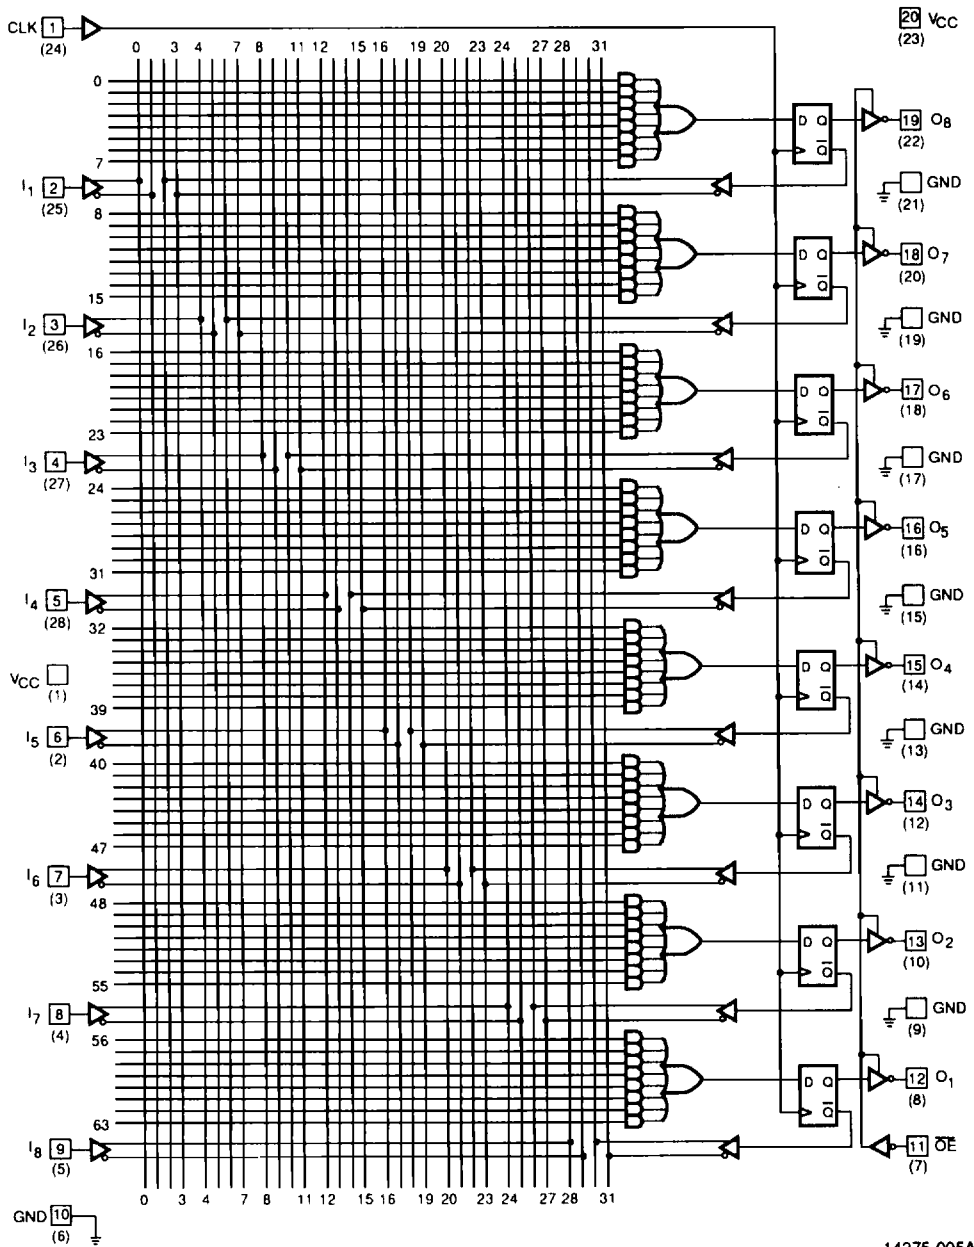 CLK 1 20 VCC
(24) (23)
0 3 4 7 8 11 12 15 16 19 20 23 24 27 28 31
0
D Q 19 O8
Q (22)
7
I1 2 GND
(25) (21)
8
D Q 18 O7
Q (20)
15
I2 3 GND
(26) (19)
16
D Q 17 O6
Q (18)
23
I3 4 GND
(27) (17)
24
D Q 16 O5
Q (16)
31
I4 5 GND
(28) (15)
32
D Q 15 O4
VCC Q (14)
(1)
39
I5 6 GND
(2) (13)
40
D Q 14 O3
Q (12)
47
I6 7 GND
(3) (11)
48
D Q 13 O2
Q (10)
55
I7 8 GND
(4) (9)
56
D Q 12 O1
Q (8)
63
I8 9 11 OE
(5) (7)
0 3 4 7 8 11 12 15 16 19 20 23 24 27 28 31
GND 10
(6)